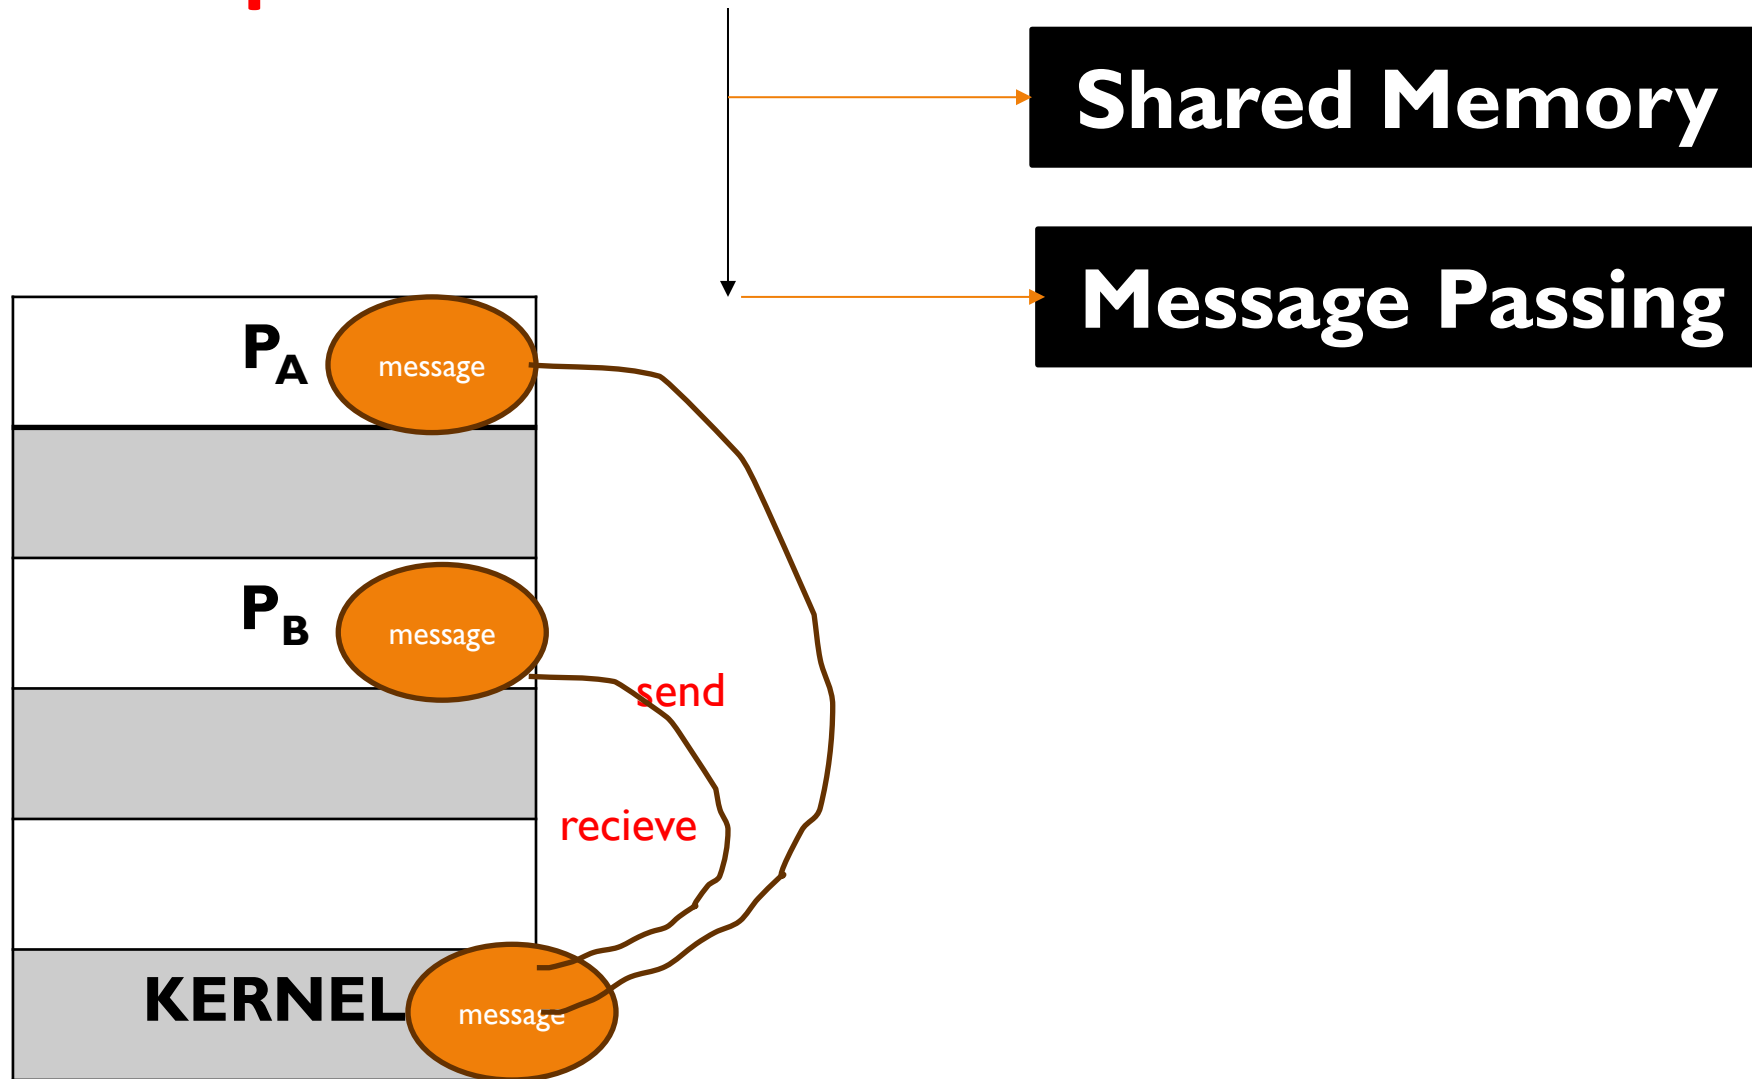 Shared Memory
Message Passing
PA
message
PB
message
send
recieve
KERNEL
message